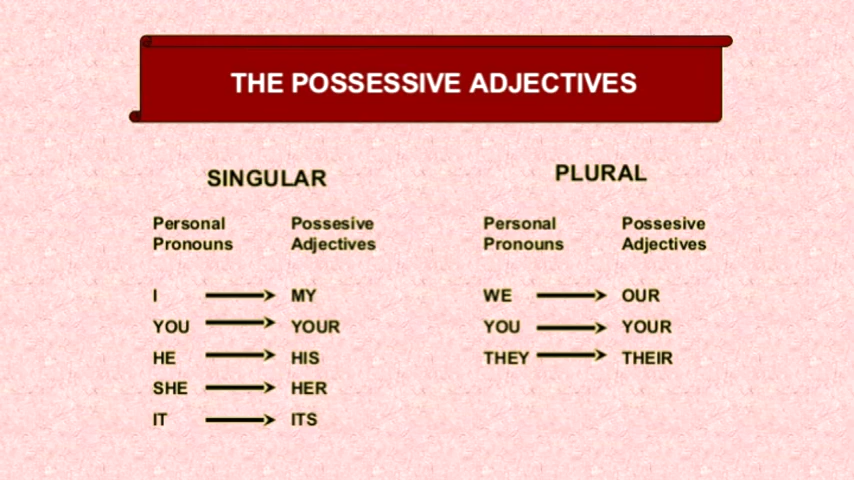 THE POSSESSIVE ADJECTIVES
SINGULAR
Personal Possesive
Pronouns Adjectives
I MY
YOU YOUR
HE HIS
SHE HER
IT ITS
PLURAL
Personal Possesive
Pronouns Adjectives
WE OUR
YOU YOUR
THEY THEIR